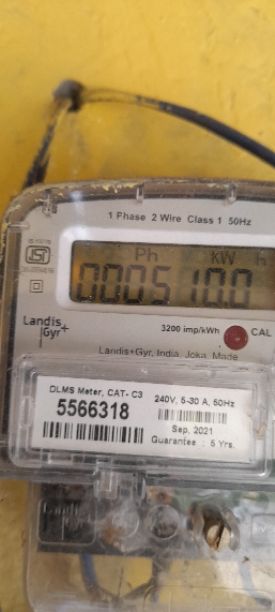 1 Phase 2 Wire Class 1 50Hz
Ph kW h
000510.0
Landis+
Gyr
3200 imp/kWh
CAL
Landis+Gyr, India, Joka, Made
DLMS Meter, CAT- C3
240V, 5-30 A, 50Hz
5566318
Sep, 2021
Guarantee : 5 Yrs.